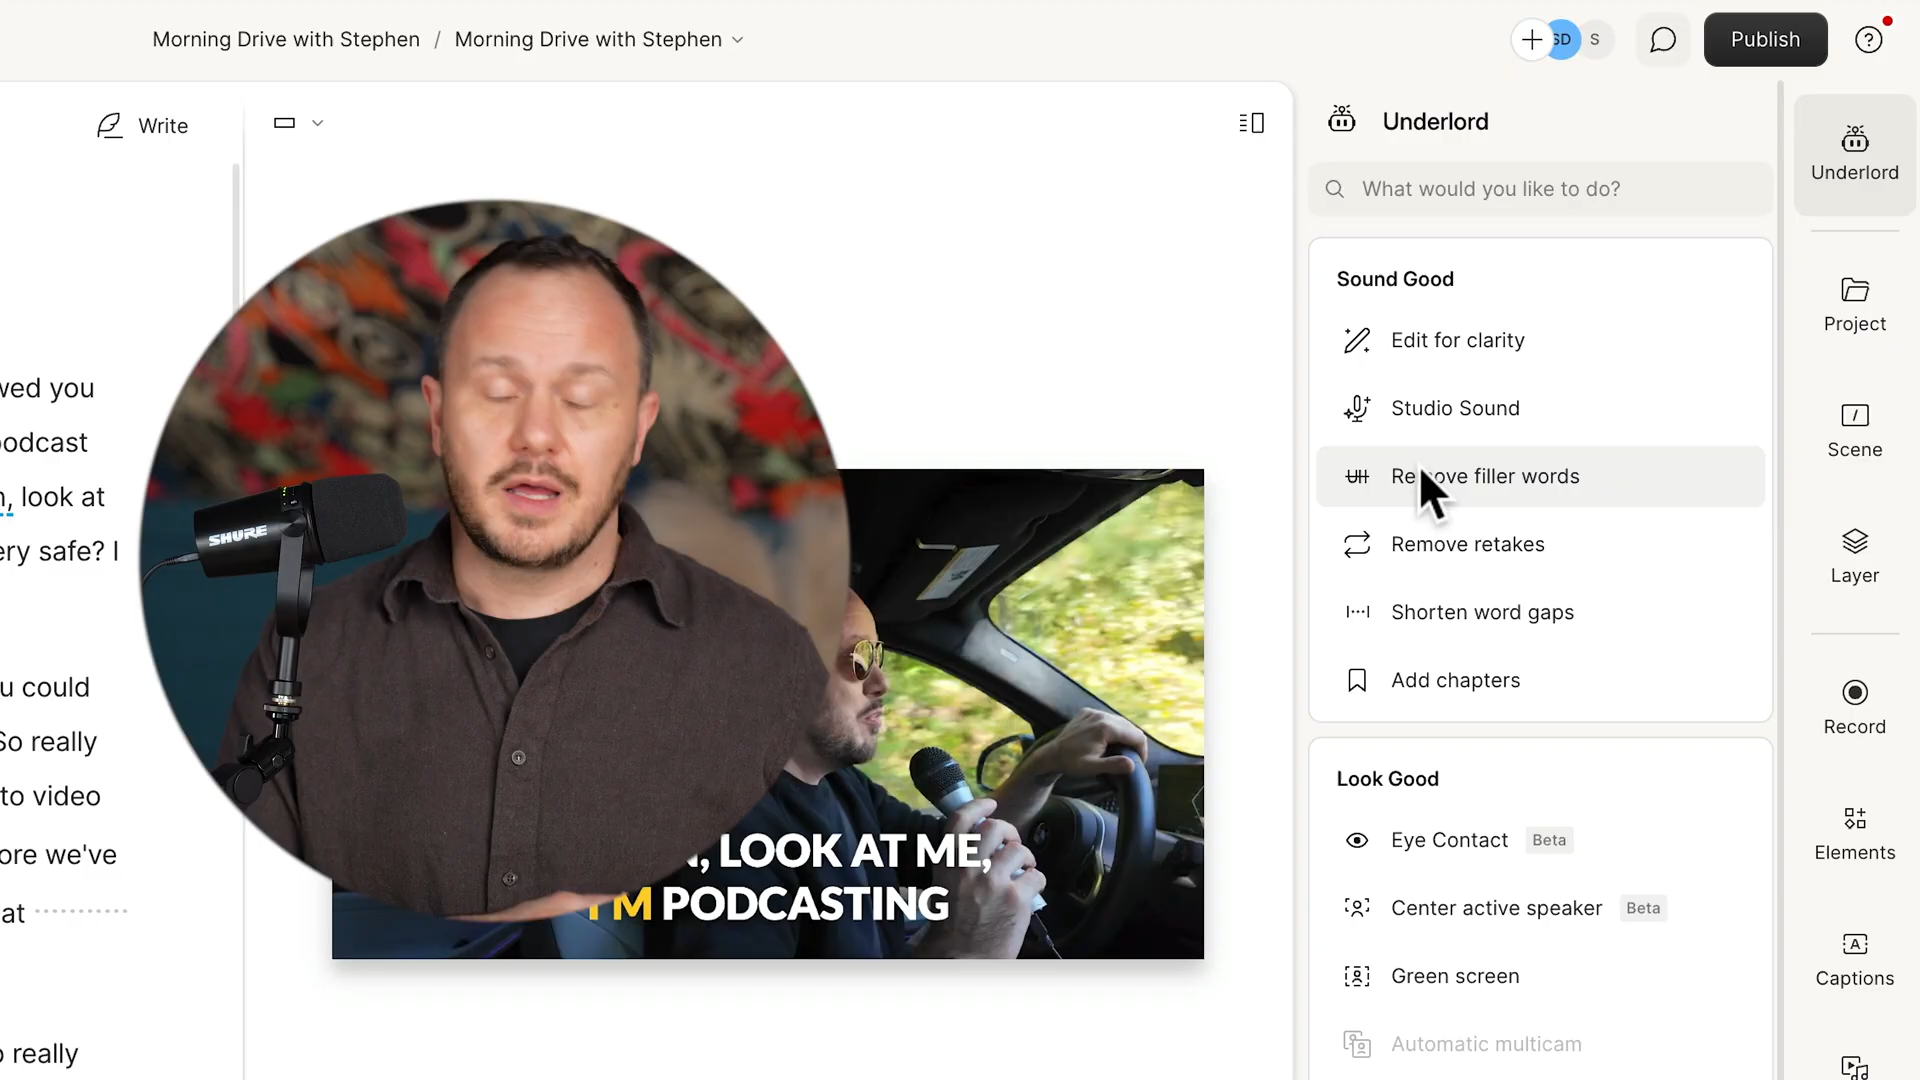 Morning Drive with Stephen / Morning Drive with Stephen
SD
S
Publish
Write
Underlord
What would you like to do?
Sound Good
Edit for clarity
Studio Sound
Remove filler words
Remove retakes
Shorten word gaps
Add chapters
Look Good
Eye Contact Beta
Center active speaker Beta
Green screen
Automatic multicam
Underlord
Project
Scene
Layer
Record
Elements
Captions
wed you
podcast
look at
ery safe? I
u could
So really
to video
ore we've
at
really
SHURE
, LOOK AT ME,
I'M PODCASTING